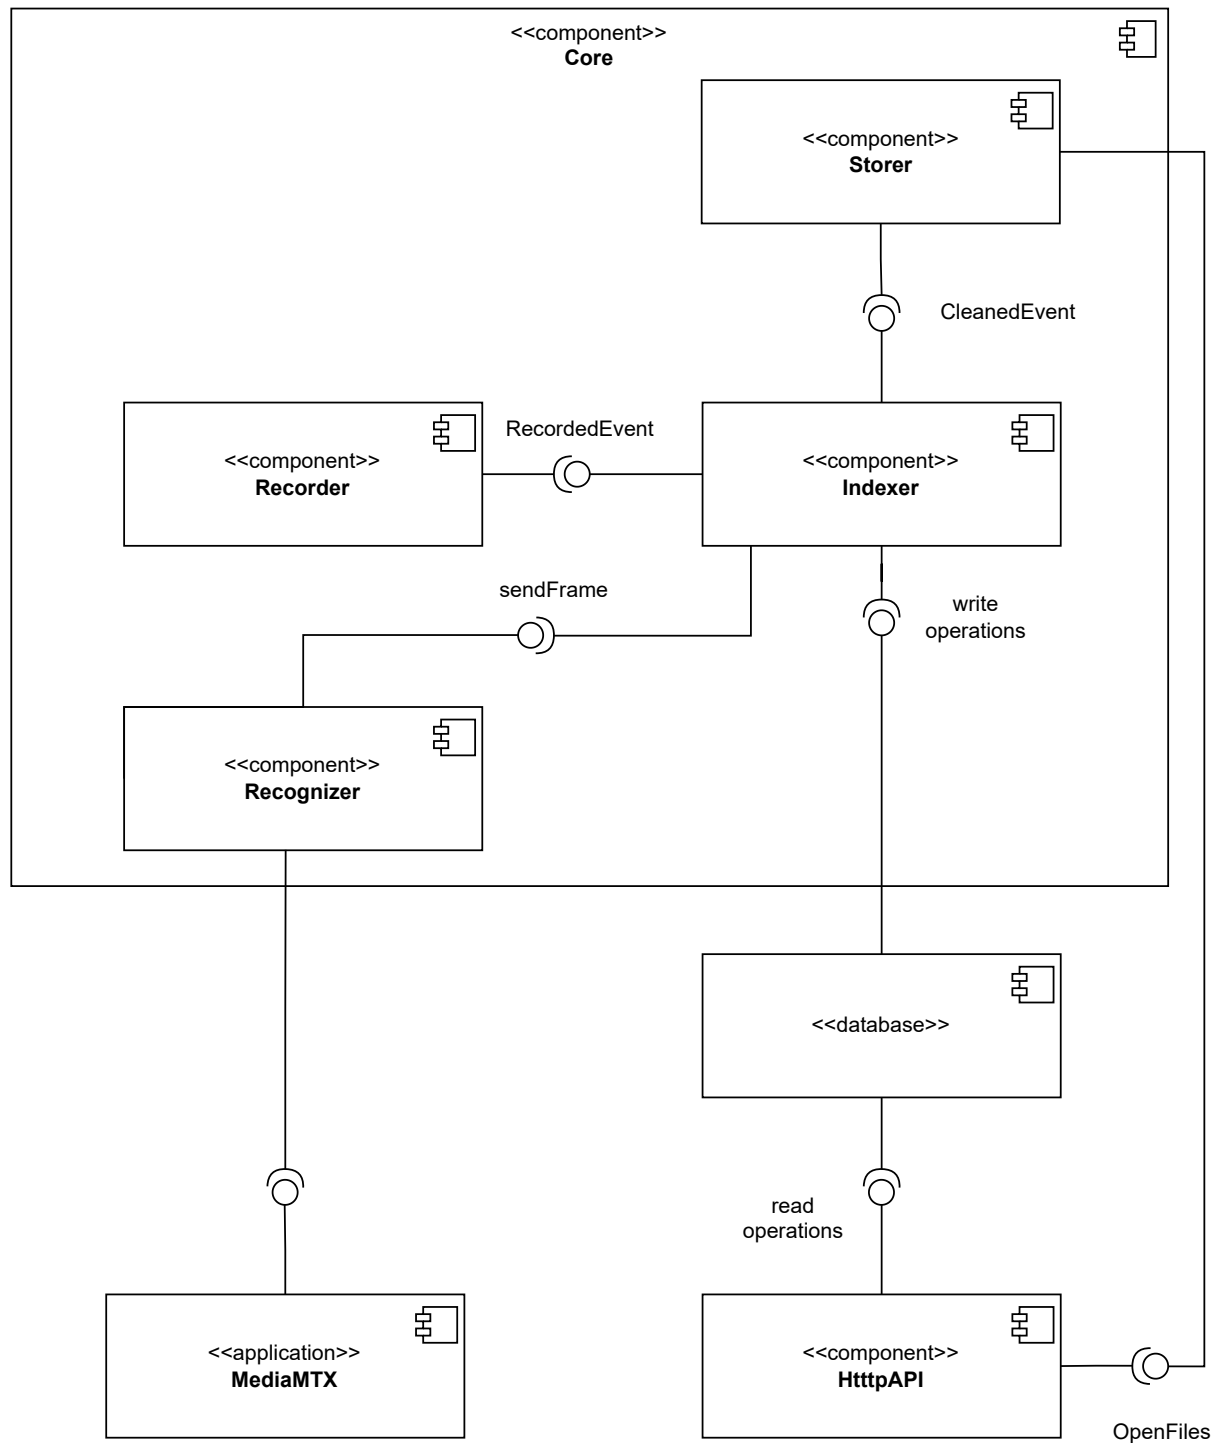 <<component>>
Core
<<component>>
Storer
CleanedEvent
RecordedEvent
<<component>>
Recorder
<<component>>
Indexer
sendFrame
write
operations
<<component>>
Recognizer
<<database>>
read
operations
<<application>>
MediaMTX
<<component>>
HtttpAPI
OpenFiles